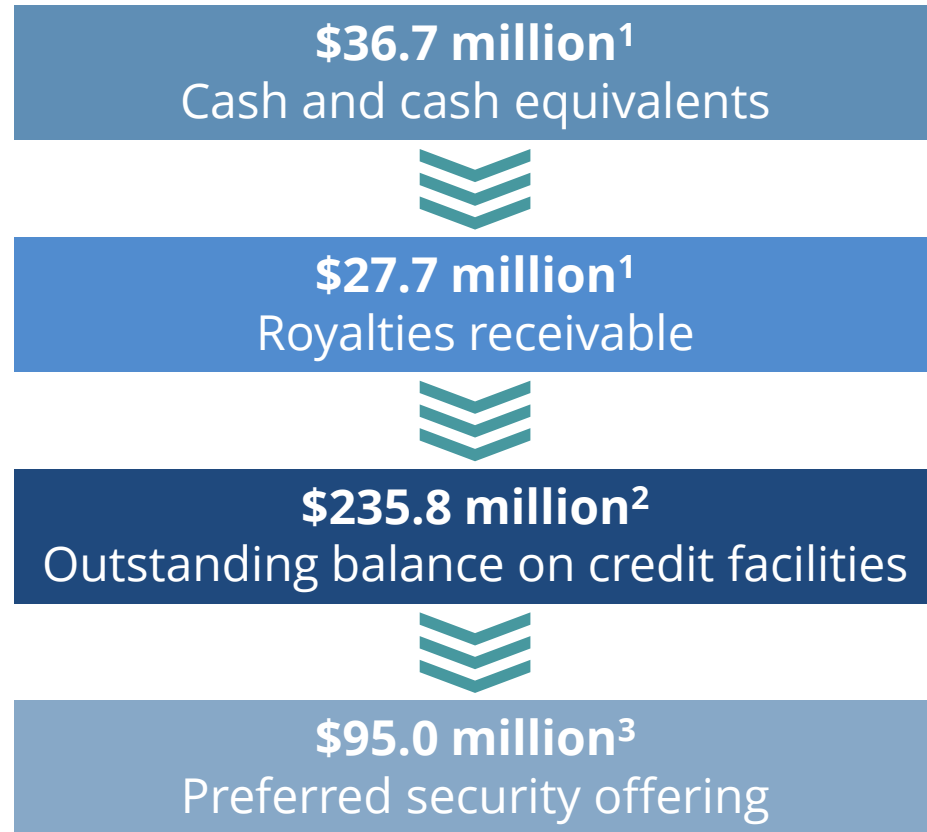 $36.7 million¹
Cash and cash equivalents
$27.7 million¹
Royalties receivable
$235.8 million²
Outstanding balance on credit facilities
$95.0 million³
Preferred security offering